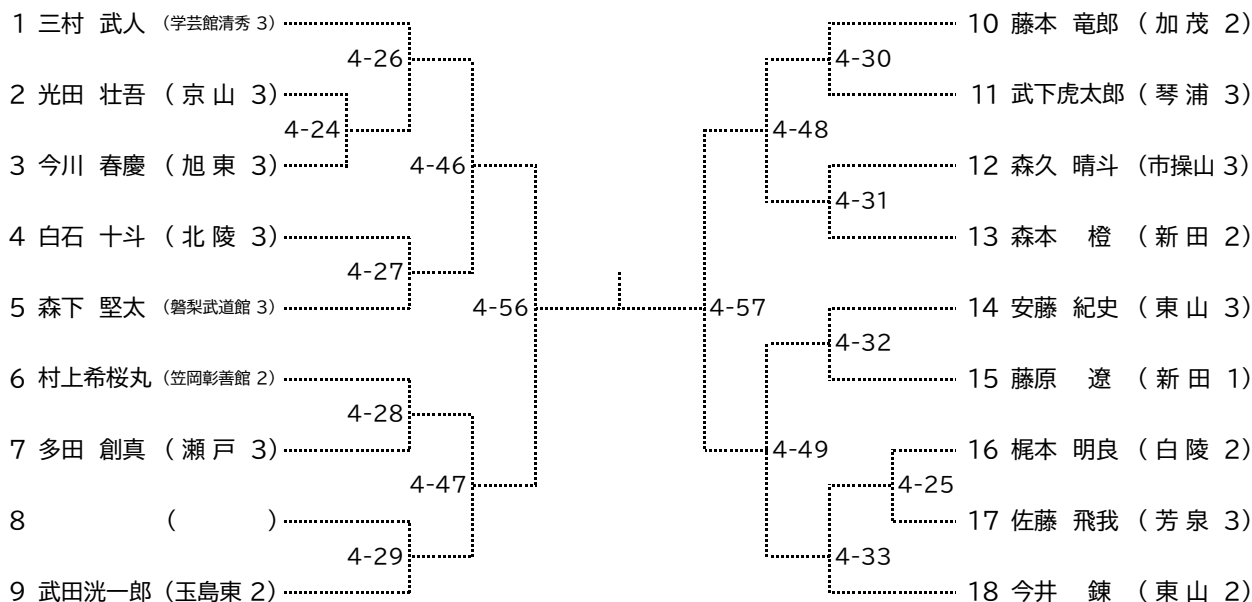 1 三村 武人 (学芸館清秀 3)
4-26
2 光田 壮吾 (京山 3)
4-24
3 今川 春慶 (旭東 3)
4-46
4 白石 十斗 (北陵 3)
4-27
5 森下 堅太 (磐梨武道館 3)
4-56
6 村上希桜丸 (笠岡彰善館 2)
4-28
7 多田 創真 (瀬戸 3)
4-47
8 ( )
4-29
9 武田洸一郎 (玉島東 2)
10 藤本 竜郎 (加茂 2)
4-30
11 武下虎太郎 (琴浦 3)
4-48
12 森久 晴斗 (市操山 3)
4-31
13 森本 橙 (新田 2)
4-57
14 安藤 紀史 (東山 3)
4-32
15 藤原 遼 (新田 1)
4-49
16 梶本 明良 (白陵 2)
4-25
17 佐藤 飛我 (芳泉 3)
4-33
18 今井 錬 (東山 2)